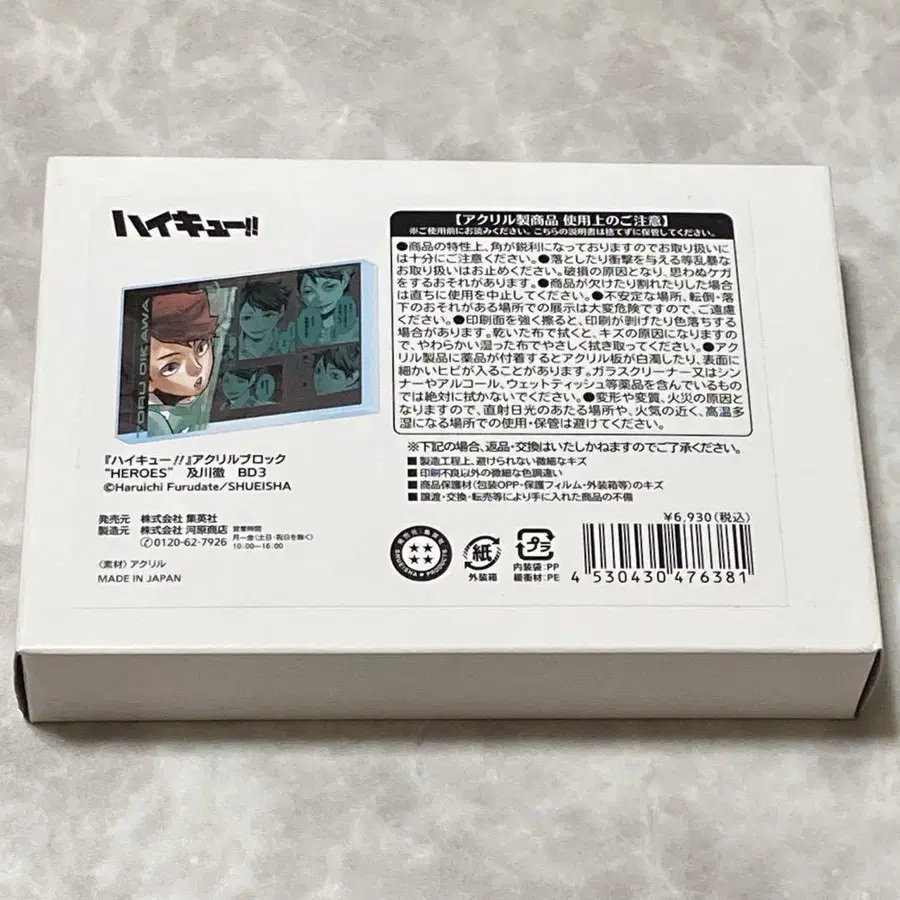 ハイキュー!!
TORU OIKAWA
『ハイキュー!!』アクリルブロック
"HEROES" 及川徹 BD3
©Haruichi Furudate/SHUEISHA
発売元 株式会社 集英社
製造元 株式会社 河原商店
✆0120-62-7926
営業時間
月ー金(土日・祝日を除く)
10:00ー16:00
〈素材〉アクリル
MADE IN JAPAN
【アクリル製商品 使用上のご注意】
※ご使用前にお読みください。こちらの説明書は捨てずに保管してください。
●商品の特性上、角が鋭利になっておりますのでお取り扱いに
は十分にご注意ください。●落としたり衝撃を与える等乱暴な
お取り扱いはお止めください。破損の原因となり、思わぬケガ
をするおそれがあります。●商品が欠けたり割れたりした場合
は直ちに使用を中止してください。●不安定な場所、転倒・落
下のおそれがある場所での展示は大変危険ですので、ご遠慮
ください。●印刷面を強く擦ると、印刷が剥げたり色落ちする
場合があります。乾いた布で拭くと、キズの原因になりますの
で、やわらかい湿った布でやさしく拭き取ってください。●アク
リル製品に薬品が付着するとアクリル板が白濁したり、表面に
細かいヒビが入ることがあります。ガラスクリーナー又はシン
ナーやアルコール、ウェットティッシュ等薬品を含んでいるもの
では絶対に拭かないでください。●変形や変質、火災の原因と
なりますので、直射日光のあたる場所や、火気の近く、高温多
湿になる場所での使用・保管は避けてください。
※下記の場合、返品・交換はいたしかねますのでご了承ください。
■製造工程上、避けられない微細なキズ
■印刷不良以外の微細な色調違い
■商品保護材(包装OPP・保護フィルム・外装箱等)のキズ
■譲渡・交換・転売等により手に入れた商品の不備
¥6,930(税込)
発売元:集英社
SHUEISHA PRODUCTS
紙
外装箱
プラ
内装袋:PP
緩衝材:PE
4 530430 476381